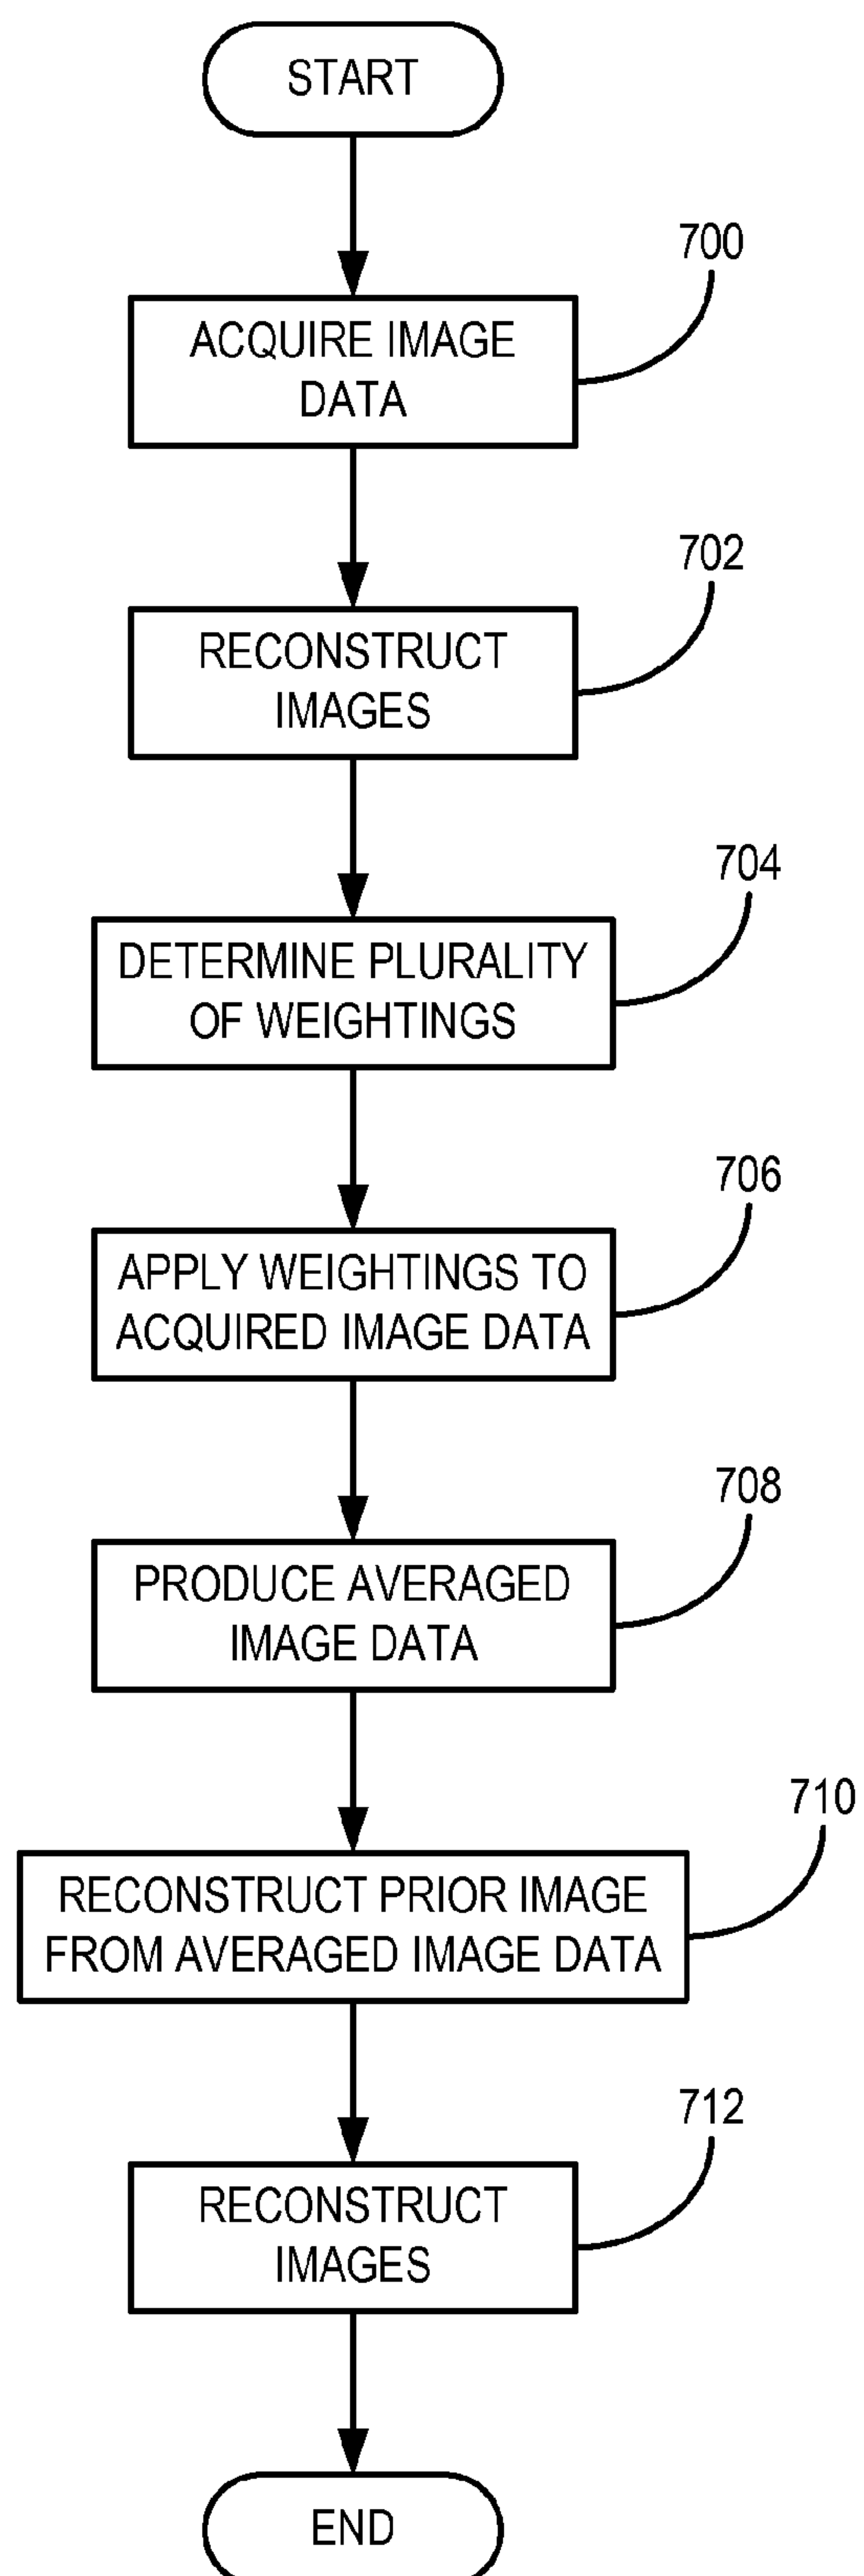 START
700
ACQUIRE IMAGE
DATA
702
RECONSTRUCT
IMAGES
704
DETERMINE PLURALITY
OF WEIGHTINGS
706
APPLY WEIGHTINGS TO
ACQUIRED IMAGE DATA
708
PRODUCE AVERAGED
IMAGE DATA
710
RECONSTRUCT PRIOR IMAGE
FROM AVERAGED IMAGE DATA
712
RECONSTRUCT
IMAGES
END